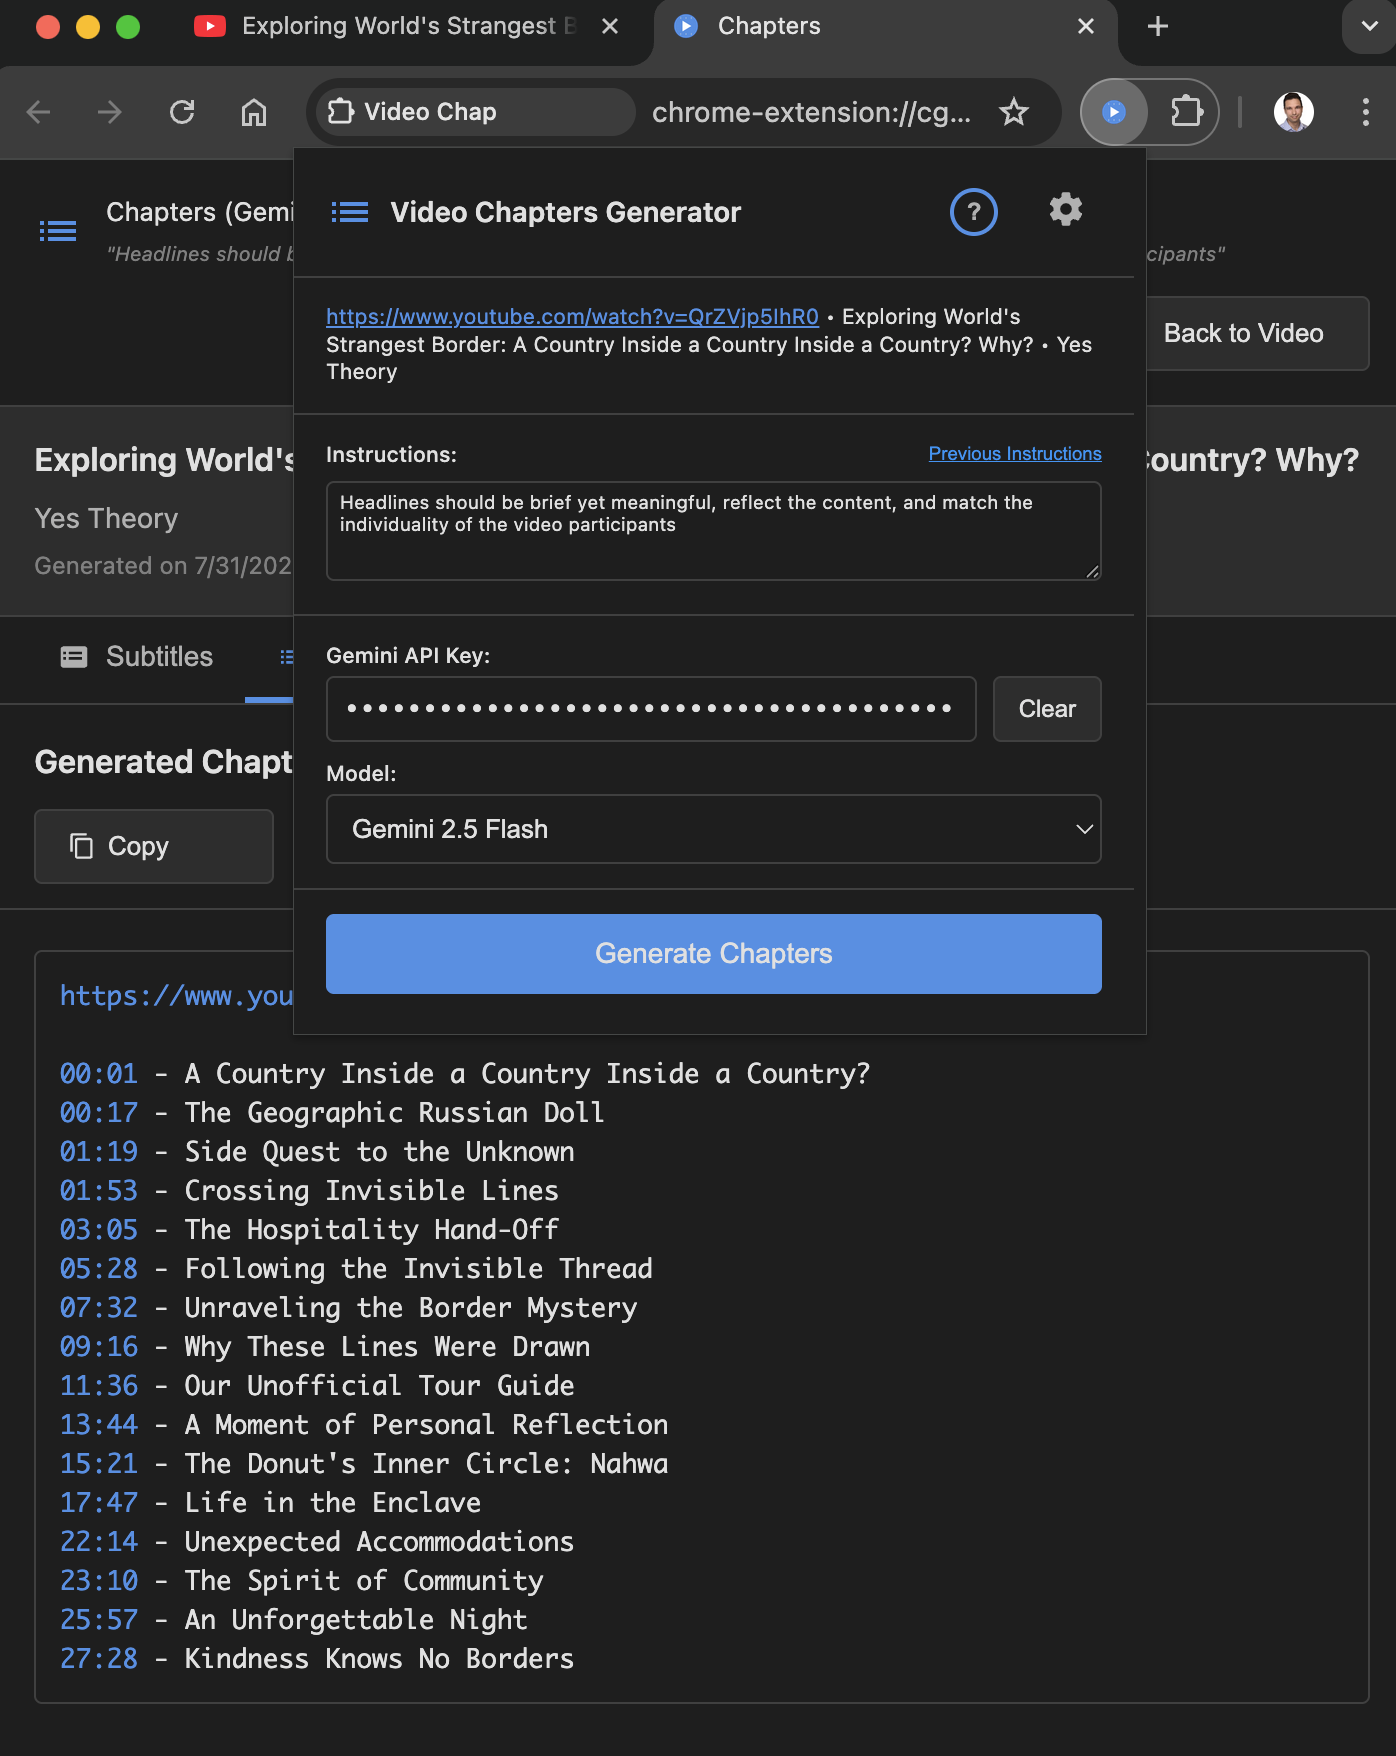 Exploring World's Strangest B
Chapters
Video Chap
chrome-extension://cg...
Chapters (Gemi
"Headlines should b
cipants"
Video Chapters Generator
?
https://www.youtube.com/watch?v=QrZVjp5IhR0 • Exploring World's
Strangest Border: A Country Inside a Country Inside a Country? Why? • Yes
Theory
Back to Video
Exploring World's
Country? Why?
Yes Theory
Generated on 7/31/202
Instructions:
Previous Instructions
Headlines should be brief yet meaningful, reflect the content, and match the
individuality of the video participants
Subtitles
Gemini API Key:
Clear
Model:
Gemini 2.5 Flash
Generated Chapt
Copy
Generate Chapters
https://www.you
00:01 - A Country Inside a Country Inside a Country?
00:17 - The Geographic Russian Doll
01:19 - Side Quest to the Unknown
01:53 - Crossing Invisible Lines
03:05 - The Hospitality Hand-Off
05:28 - Following the Invisible Thread
07:32 - Unraveling the Border Mystery
09:16 - Why These Lines Were Drawn
11:36 - Our Unofficial Tour Guide
13:44 - A Moment of Personal Reflection
15:21 - The Donut's Inner Circle: Nahwa
17:47 - Life in the Enclave
22:14 - Unexpected Accommodations
23:10 - The Spirit of Community
25:57 - An Unforgettable Night
27:28 - Kindness Knows No Borders